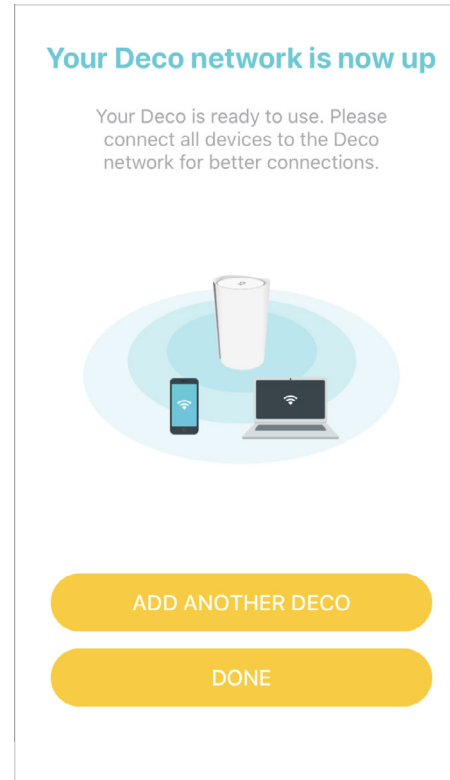 Your Deco network is now up
Your Deco is ready to use. Please
connect all devices to the Deco
network for better connections.
ADD ANOTHER DECO
DONE